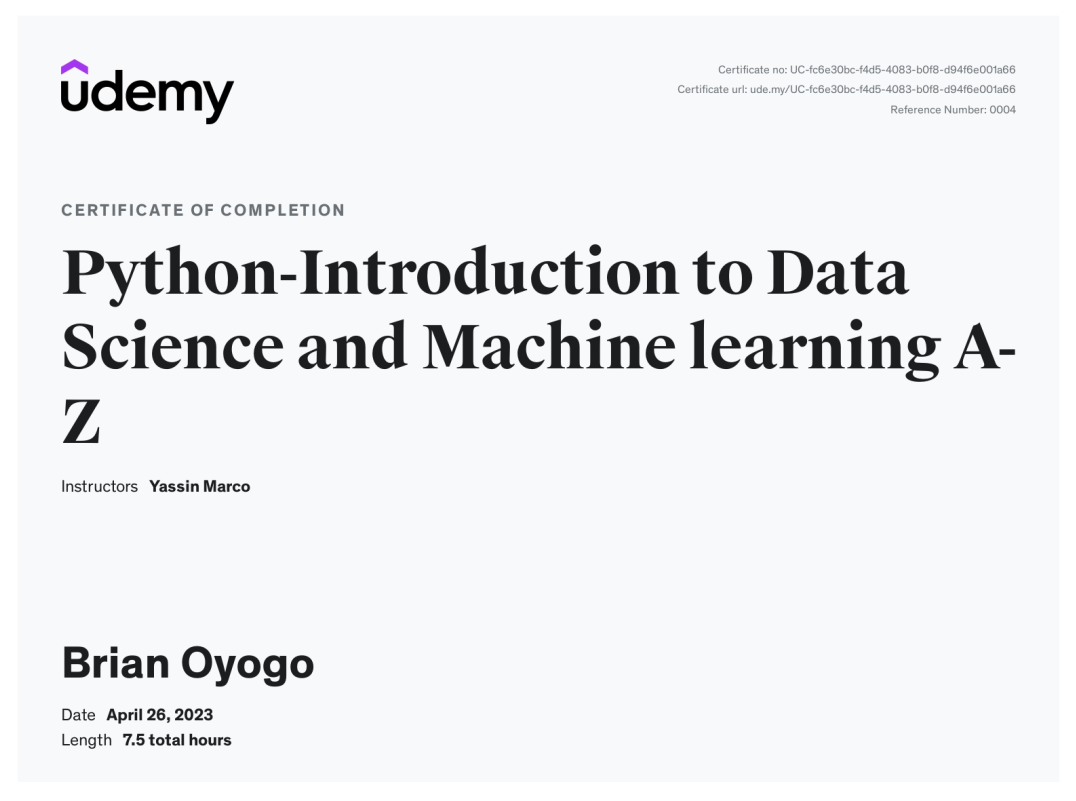 udemy
Certificate no: UC-fc6e30bc-f4d5-4083-b0f8-d94f6e001a66
Certificate url: ude.my/UC-fc6e30bc-f4d5-4083-b0f8-d94f6e001a66
Reference Number: 0004
CERTIFICATE OF COMPLETION
Python-Introduction to Data
Science and Machine learning A-
Z
Instructors Yassin Marco
Brian Oyogo
Date April 26, 2023
Length 7.5 total hours